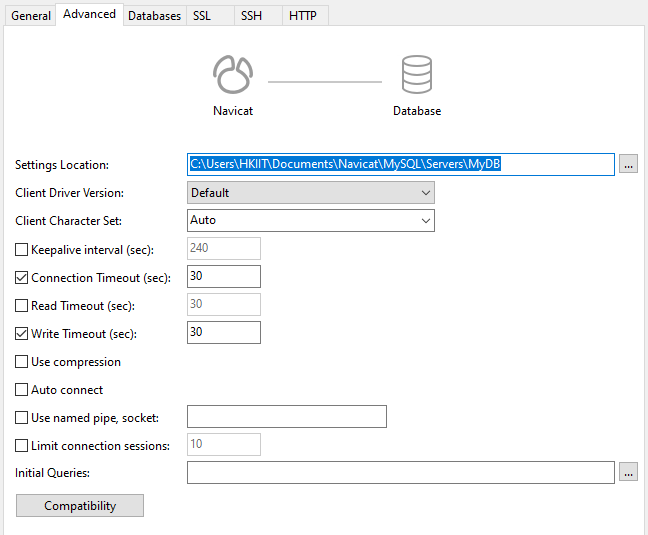 General Advanced Databases SSL SSH HTTP
Navicat Database
Settings Location: C:\Users\HKIIT\Documents\Navicat\MySQL\Servers\MyDB ...
Client Driver Version: Default
Client Character Set: Auto
Keepalive interval (sec): 240
Connection Timeout (sec): 30
Read Timeout (sec): 30
Write Timeout (sec): 30
Use compression
Auto connect
Use named pipe, socket:
Limit connection sessions: 10
Initial Queries: ...
Compatibility